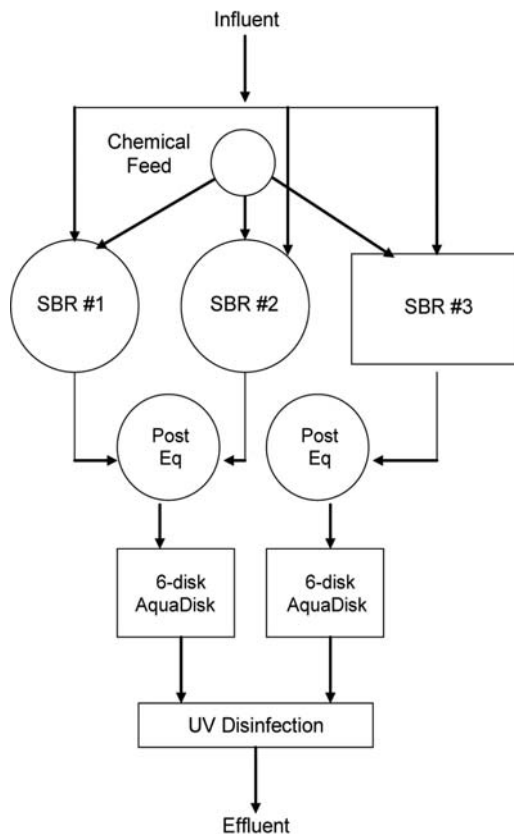 Influent
Chemical
Feed
SBR #1
SBR #2
SBR #3
Post
Eq
Post
Eq
6-disk
AquaDisk
6-disk
AquaDisk
UV Disinfection
Effluent